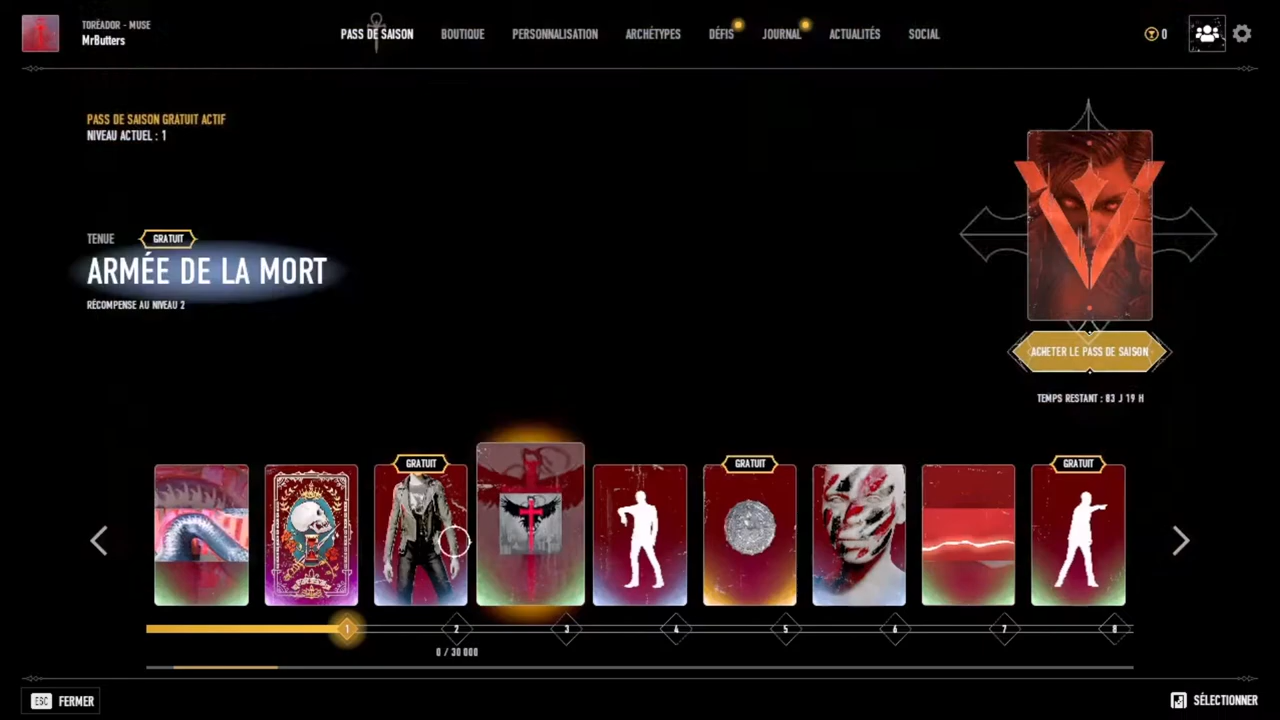 TORÉADOR - MUSE
MrButters
PASS DE SAISON
BOUTIQUE
PERSONNALISATION
ARCHÉTYPES
DÉFIS
JOURNAL
ACTUALITÉS
SOCIAL
0
PASS DE SAISON GRATUIT ACTIF
NIVEAU ACTUEL : 1
TENUE
GRATUIT
ARMÉE DE LA MORT
RÉCOMPENSE AU NIVEAU 2
ACHETER LE PASS DE SAISON
TEMPS RESTANT : 83 J 19 H
GRATUIT
GRATUIT
GRATUIT
1
2
3
4
5
6
7
8
0 / 30 000
ESC FERMER
SÉLECTIONNER